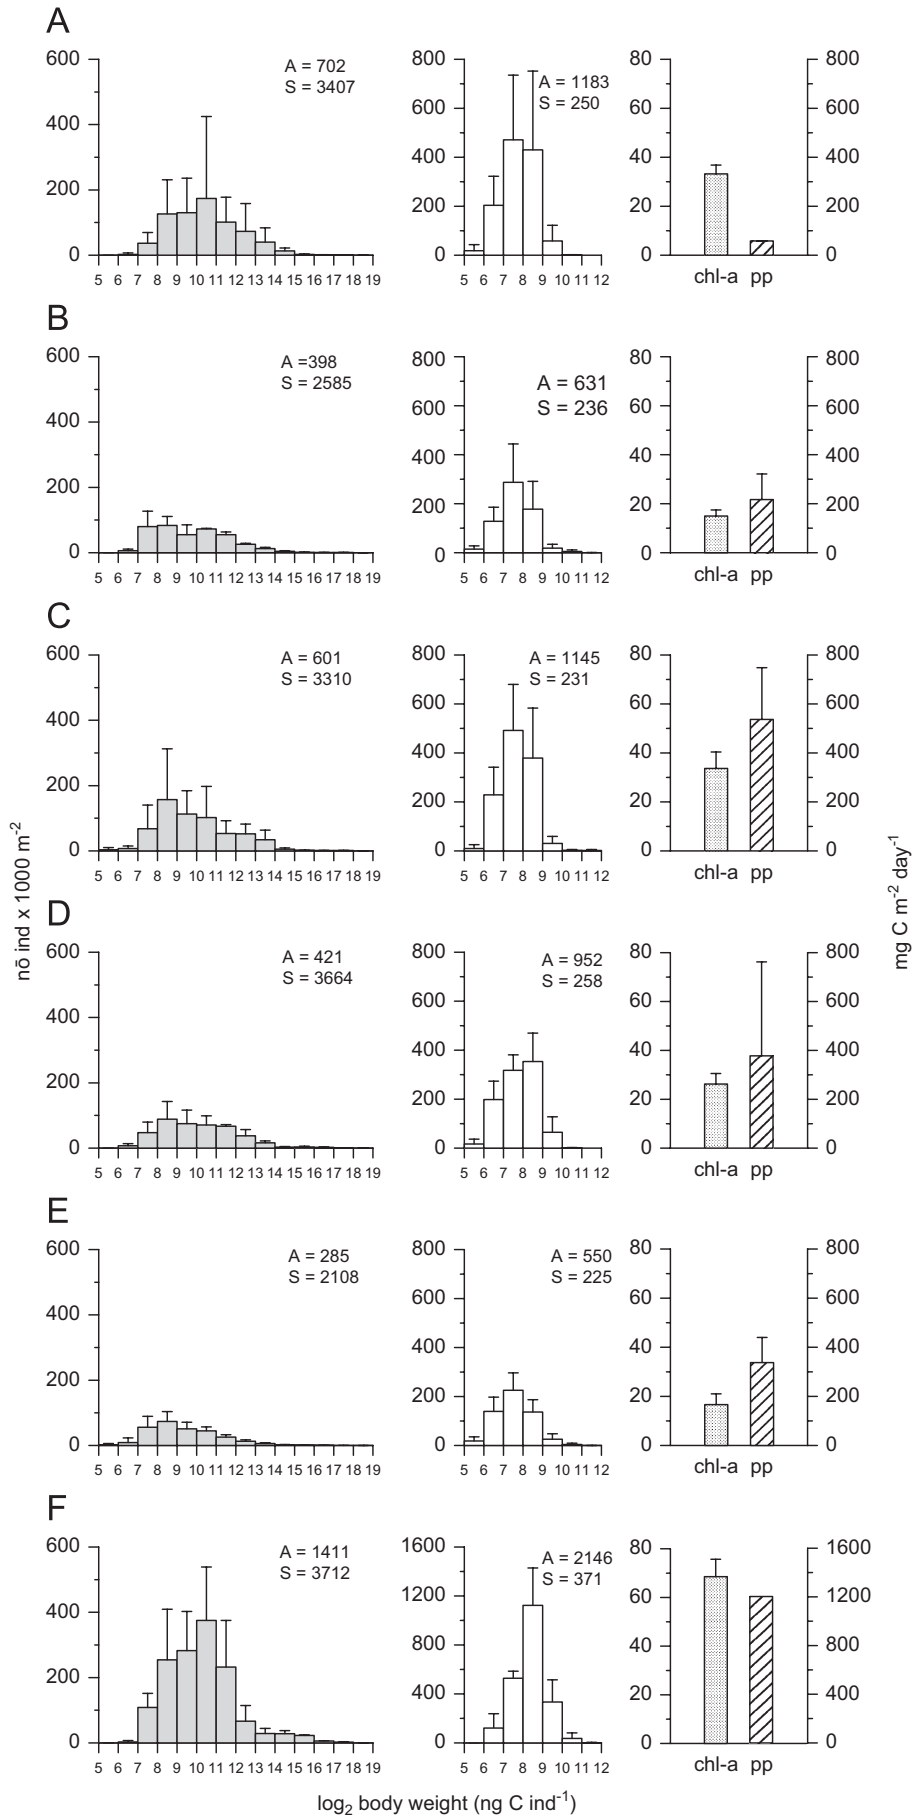 A
600
400
200
0
5 6 7 8 9 10 11 12 13 14 15 16 17 18 19
A = 702
S = 3407
800
600
400
200
0
5 6 7 8 9 10 11 12
A = 1183
S = 250
80
60
40
20
0
chl-a pp
800
600
400
200
0
B
600
400
200
0
5 6 7 8 9 10 11 12 13 14 15 16 17 18 19
A =398
S = 2585
800
600
400
200
0
5 6 7 8 9 10 11 12
A = 631
S = 236
80
60
40
20
0
chl-a pp
800
600
400
200
0
C
600
400
200
0
5 6 7 8 9 10 11 12 13 14 15 16 17 18 19
A = 601
S = 3310
800
600
400
200
0
5 6 7 8 9 10 11 12
A = 1145
S = 231
80
60
40
20
0
chl-a pp
800
600
400
200
0
nō ind x 1000 m⁻²
mg C m⁻² day⁻¹
D
600
400
200
0
5 6 7 8 9 10 11 12 13 14 15 16 17 18 19
A = 421
S = 3664
800
600
400
200
0
5 6 7 8 9 10 11 12
A = 952
S = 258
80
60
40
20
0
chl-a pp
800
600
400
200
0
E
600
400
200
0
5 6 7 8 9 10 11 12 13 14 15 16 17 18 19
A = 285
S = 2108
800
600
400
200
0
5 6 7 8 9 10 11 12
A = 550
S = 225
80
60
40
20
0
chl-a pp
800
600
400
200
0
F
600
400
200
0
5 6 7 8 9 10 11 12 13 14 15 16 17 18 19
A = 1411
S = 3712
1600
1200
800
400
0
5 6 7 8 9 10 11 12
A = 2146
S = 371
80
60
40
20
0
chl-a pp
1600
1200
800
400
0
log₂ body weight (ng C ind⁻¹)